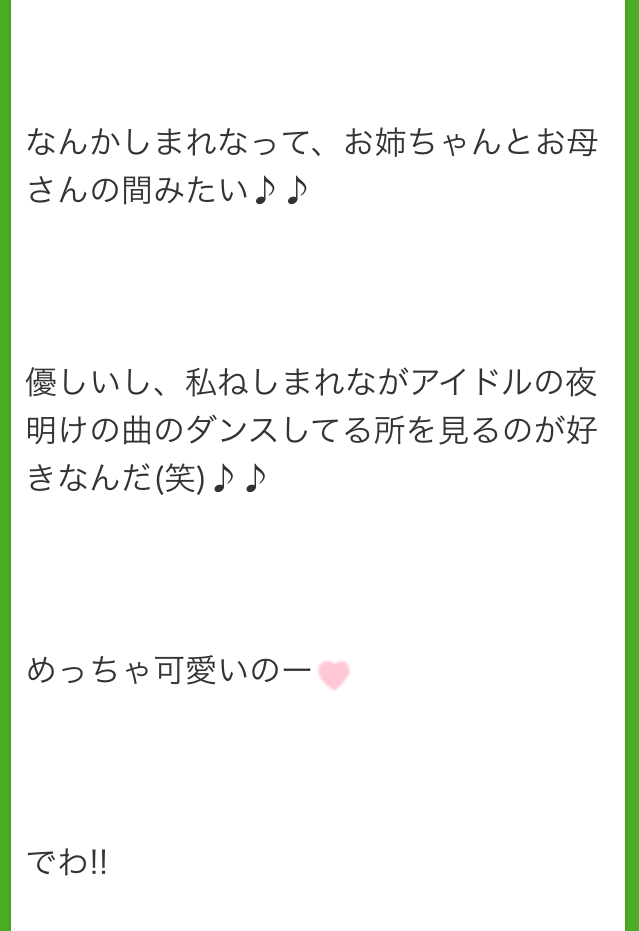 なんかしまれなって、お姉ちゃんとお母
さんの間みたい♪♪
優しいし、私ねしまれながアイドルの夜
明けの曲のダンスしてる所を見るのが好
きなんだ(笑)♪♪
めっちゃ可愛いのー
でわ!!